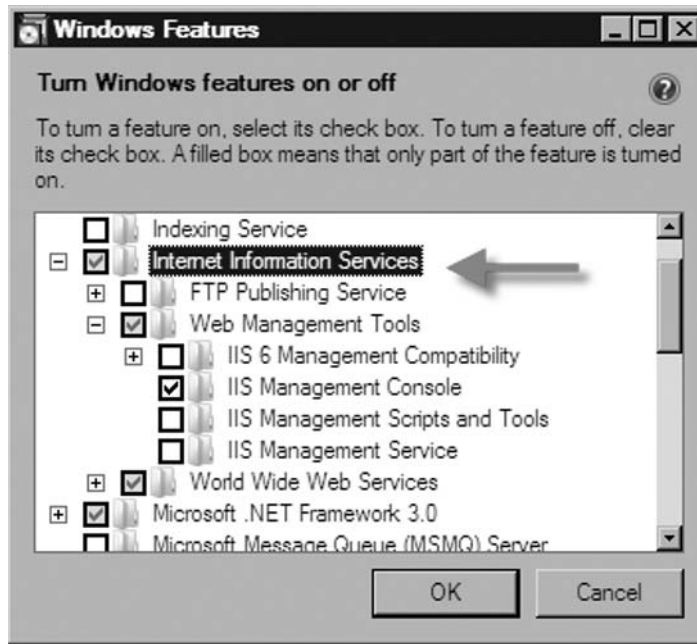 Windows Features
Turn Windows features on or off
To turn a feature on, select its check box. To turn a feature off, clear
its check box. A filled box means that only part of the feature is turned
on.
Indexing Service
Internet Information Services
FTP Publishing Service
Web Management Tools
IIS 6 Management Compatibility
IIS Management Console
IIS Management Scripts and Tools
IIS Management Service
World Wide Web Services
Microsoft .NET Framework 3.0
Microsoft Message Queue (MSMQ) Server
OK
Cancel